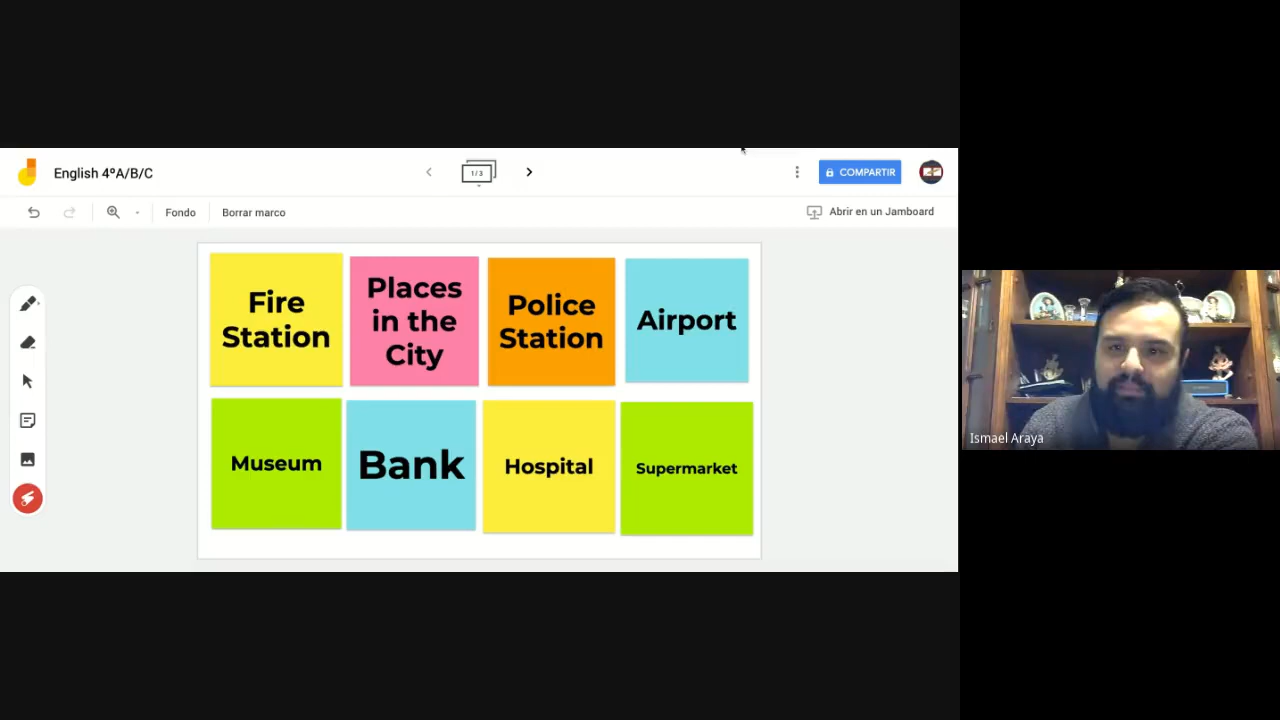 English 4ºA/B/C
1/3
COMPARTIR
Fondo
Borrar marco
Abrir en un Jamboard
Fire
Station
Places
in the
City
Police
Station
Airport
Museum
Bank
Hospital
Supermarket
Ismael Araya